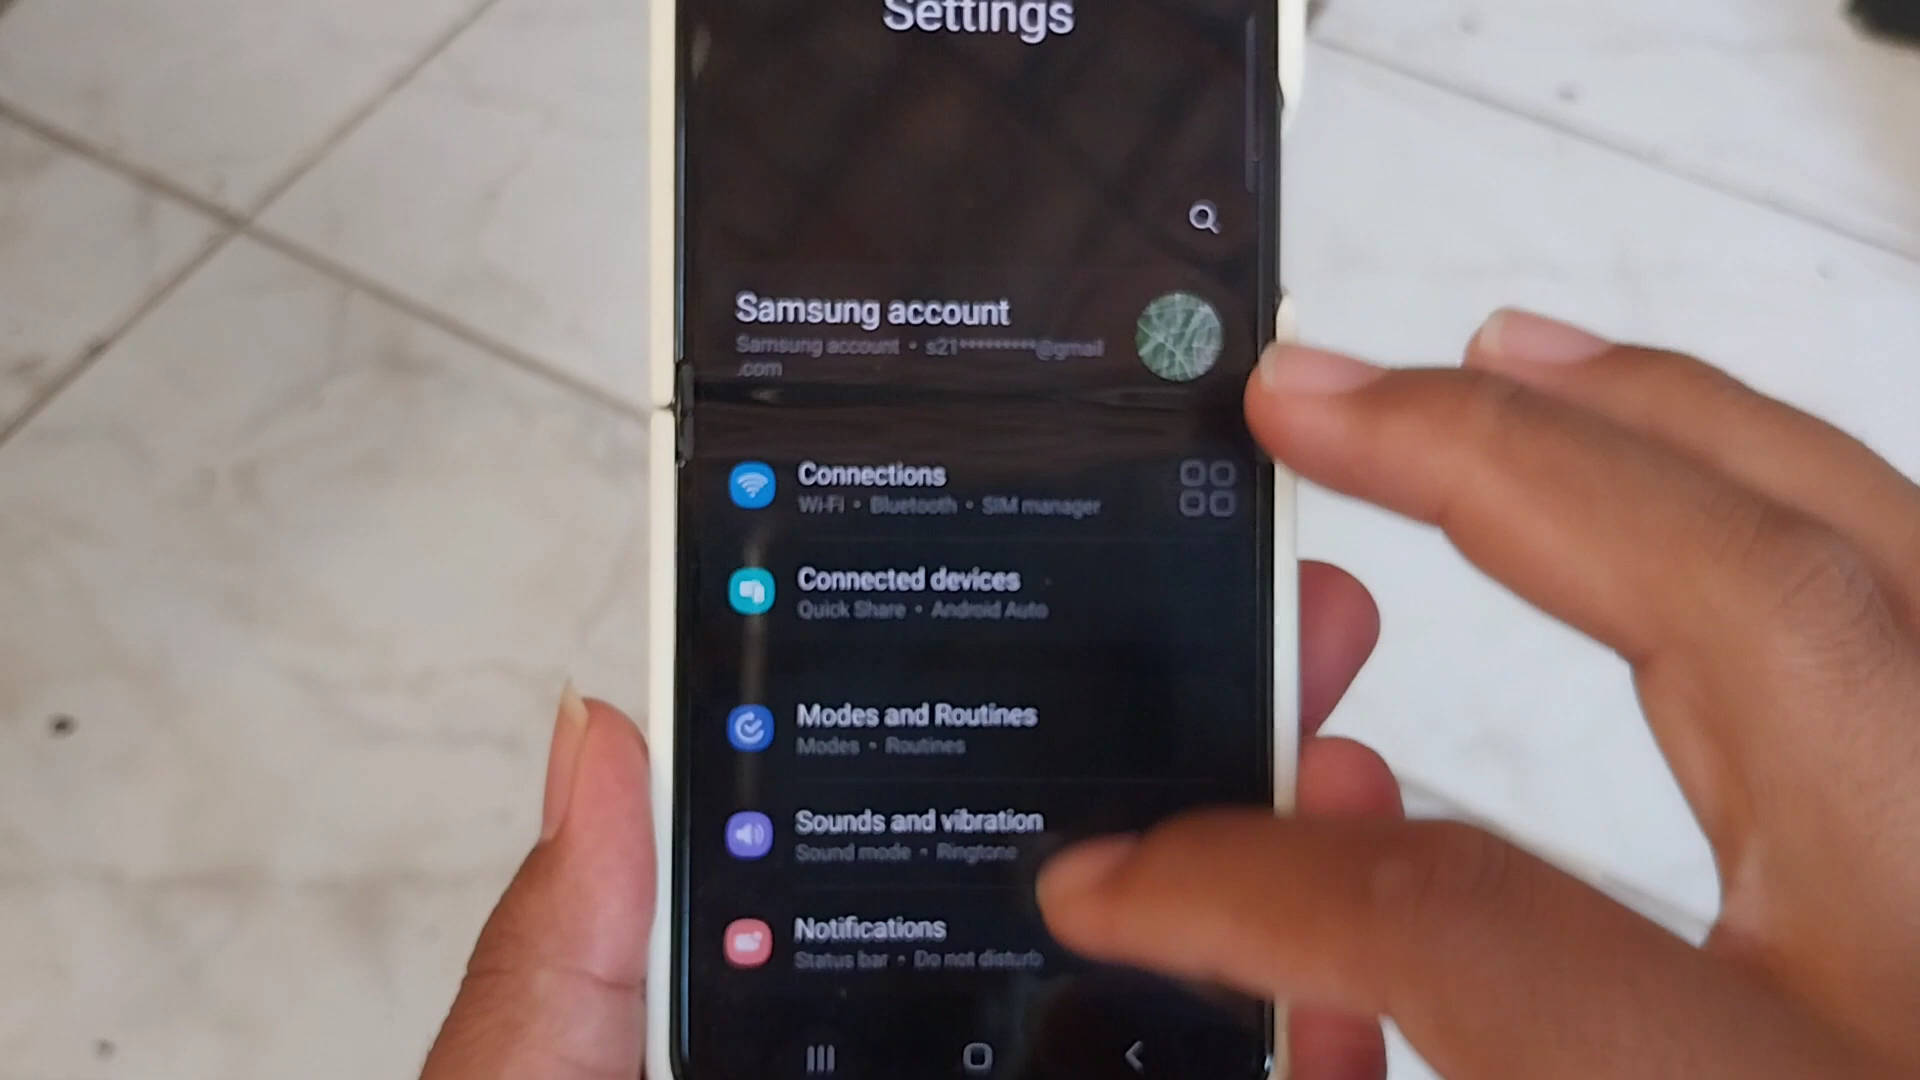 Settings
Samsung account
Samsung account • s21*********@gmail
.com
Connections
Wi-Fi • Bluetooth • SIM manager
Connected devices
Quick Share • Android Auto
Modes and Routines
Modes • Routines
Sounds and vibration
Sound mode • Ringtone
Notifications
Status bar • Do not disturb